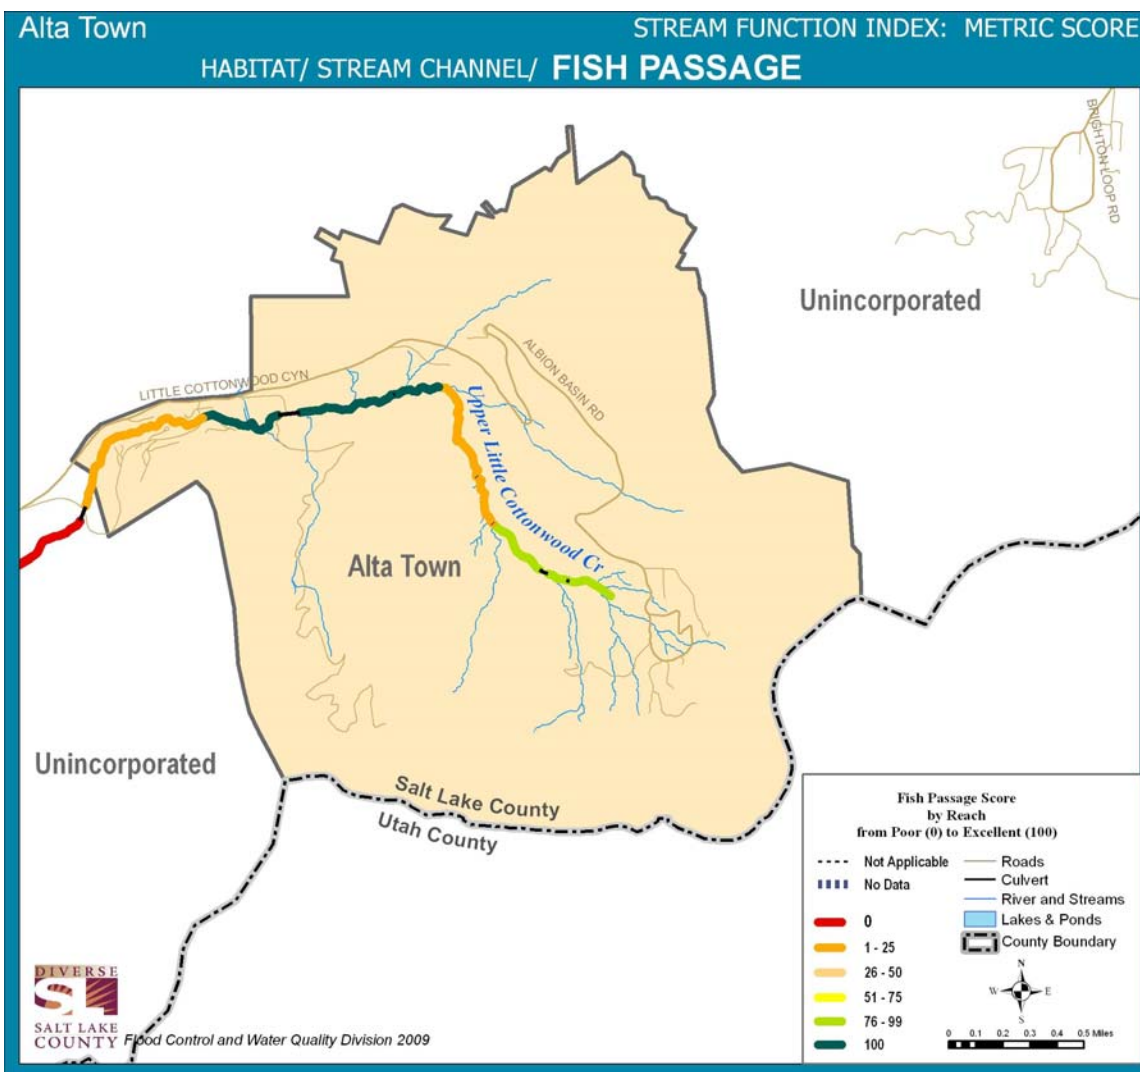 Alta Town
STREAM FUNCTION INDEX: METRIC SCORE
HABITAT/ STREAM CHANNEL/ FISH PASSAGE
BRIGHTON LOOP RD
Unincorporated
ALBION BASIN RD
LITTLE COTTONWOOD CYN
Upper Little Cottonwood Cr
Alta Town
Unincorporated
Salt Lake County
Utah County
Fish Passage Score
by Reach
from Poor (0) to Excellent (100)
Not Applicable
No Data
0
1 - 25
26 - 50
51 - 75
76 - 99
100
Roads
Culvert
River and Streams
Lakes & Ponds
County Boundary
N
W E
S
0 0.1 0.2 0.3 0.4 0.5 Miles
DIVERSE
SL
SALT LAKE
COUNTY
Flood Control and Water Quality Division 2009